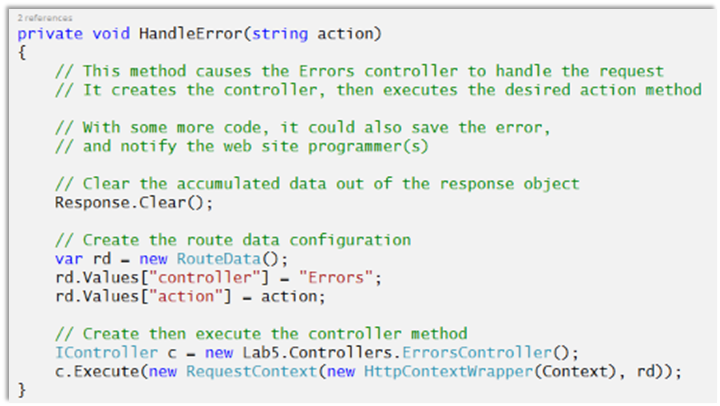 2 references
private void HandleError(string action)
{
// This method causes the Errors controller to handle the request
// It creates the controller, then executes the desired action method
// With some more code, it could also save the error,
// and notify the web site programmer(s)
// Clear the accumulated data out of the response object
Response.Clear();
// Create the route data configuration
var rd = new RouteData();
rd.Values["controller"] = "Errors";
rd.Values["action"] = action;
// Create then execute the controller method
IController c = new Lab5.Controllers.ErrorsController();
c.Execute(new RequestContext(new HttpContextWrapper(Context), rd));
}